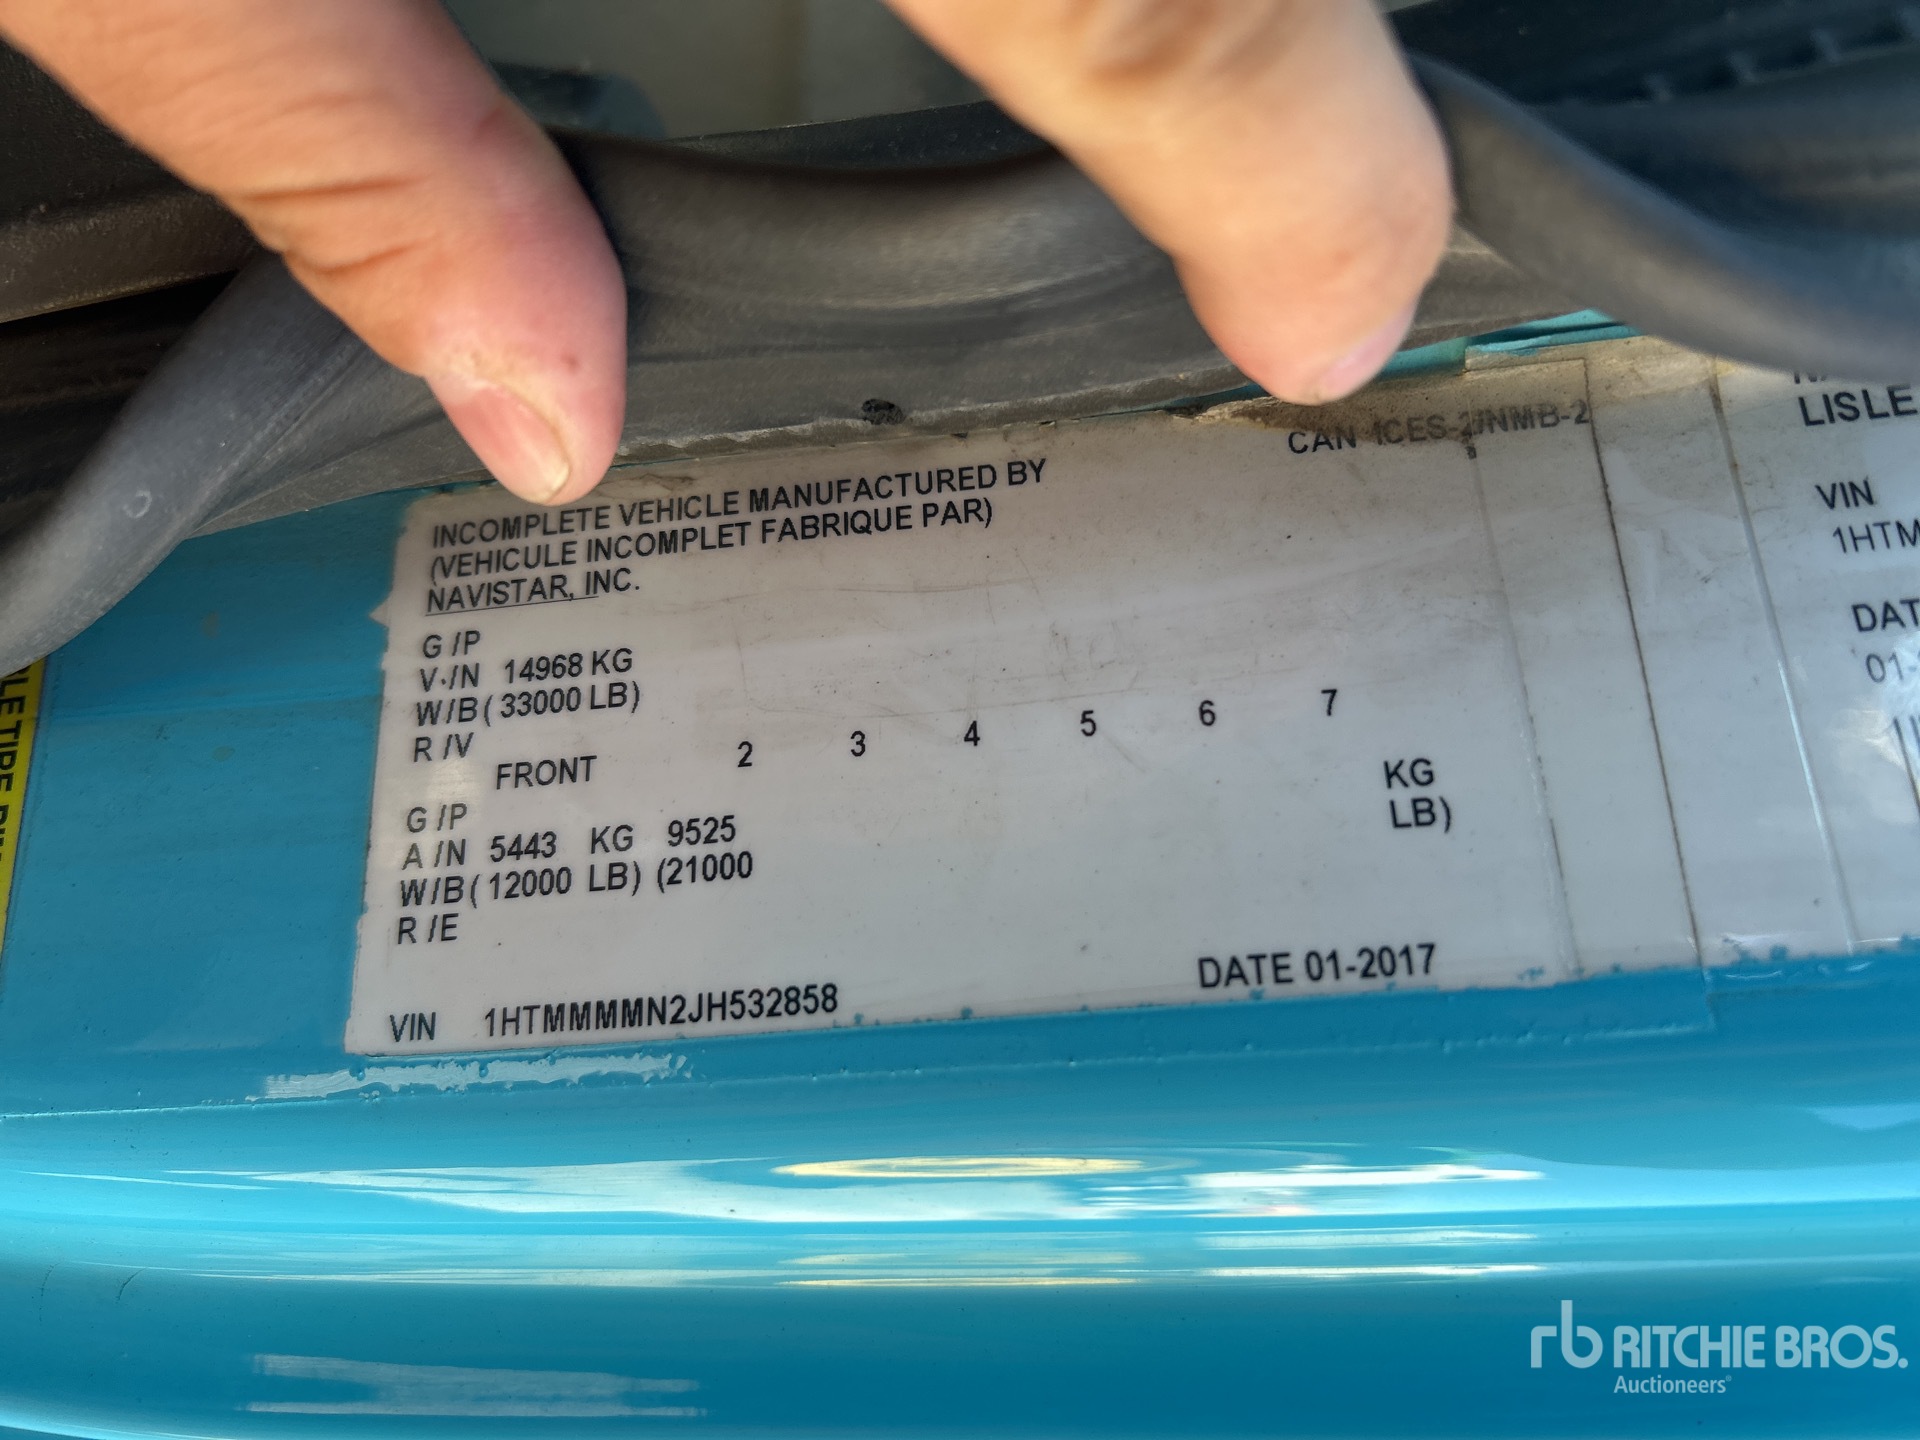 CAN ICES-2/NMB-2
INCOMPLETE VEHICLE MANUFACTURED BY
(VEHICULE INCOMPLET FABRIQUE PAR)
NAVISTAR, INC.
G /P
V./N 14968 KG
W/B ( 33000 LB)
R /V
FRONT 2 3 4 5 6 7
G /P KG
A /N 5443 KG 9525 LB)
W/B ( 12000 LB) (21000
R /E
VIN 1HTMMMMN2JH532858 DATE 01-2017
LISLE
VIN
1HTM
DAT
01-
RITCHIE BROS.
rb
Auctioneers